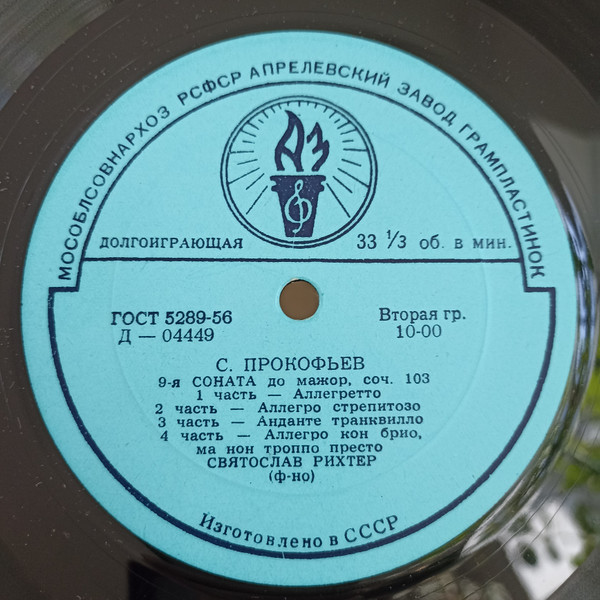 МОСОБЛСОВНАРХОЗ РСФСР АПРЕЛЕВСКИЙ ЗАВОД ГРАМПЛАСТИНОК
АЗ
ДОЛГОИГРАЮЩАЯ 33 1/3 об. в мин.
ГОСТ 5289-56 Вторая гр.
Д — 04449 10-00
С. ПРОКОФЬЕВ
9-я СОНАТА до мажор, соч. 103
1 часть — Аллегретто
2 часть — Аллегро стрепитозо
3 часть — Анданте транквилло
4 часть — Аллегро кон брио,
ма нон троппо престо
СВЯТОСЛАВ РИХТЕР
(ф-но)
Изготовлено в СССР